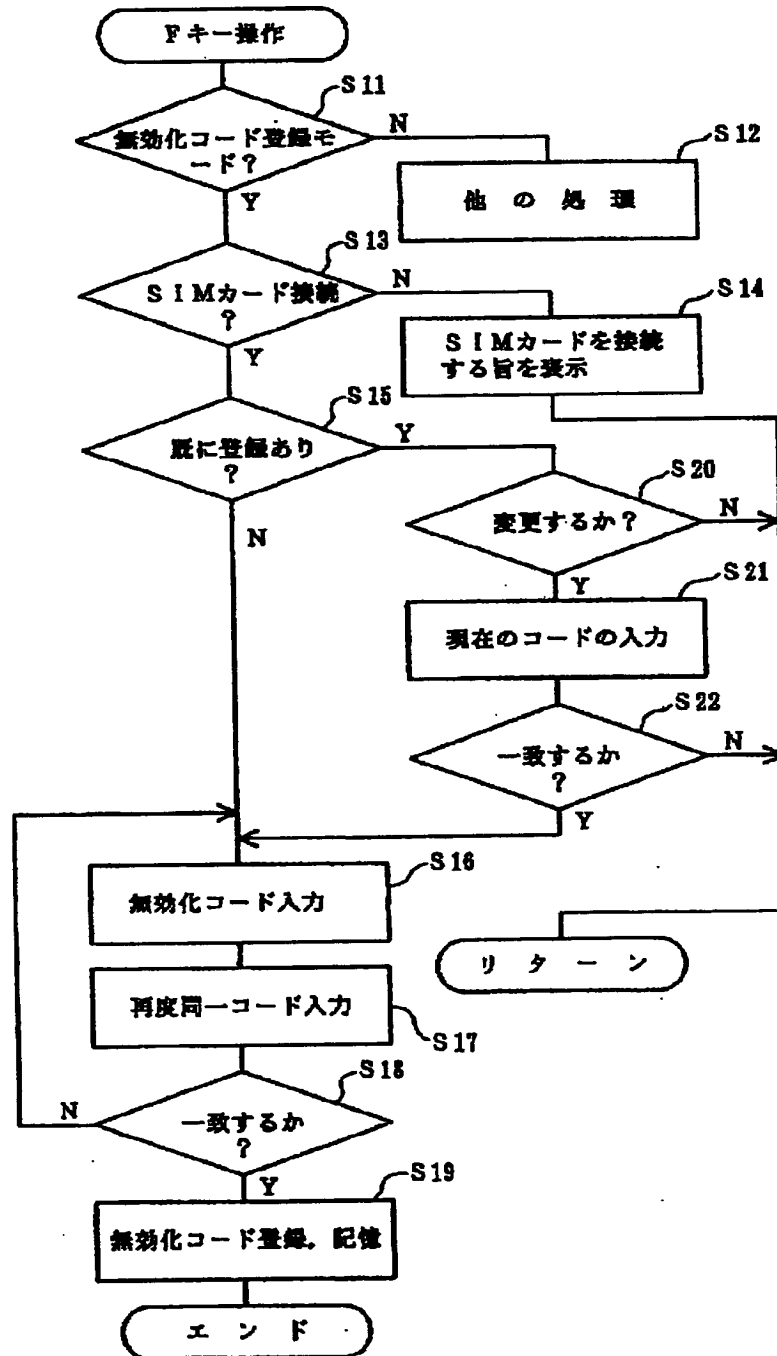 Fキー操作
S11
無効化コード登録モ
ード？
N
Y
S12
他の処理
S13
SIMカード接続
？
N
Y
S14
SIMカードを接続
する旨を表示
S15
既に登録あり
？
Y
N
S20
変更するか？
N
Y
S21
現在のコードの入力
S22
一致するか
？
N
Y
S16
無効化コード入力
リターン
再度同一コード入力
S17
S18
一致するか
？
N
Y
S19
無効化コード登録，記憶
エンド